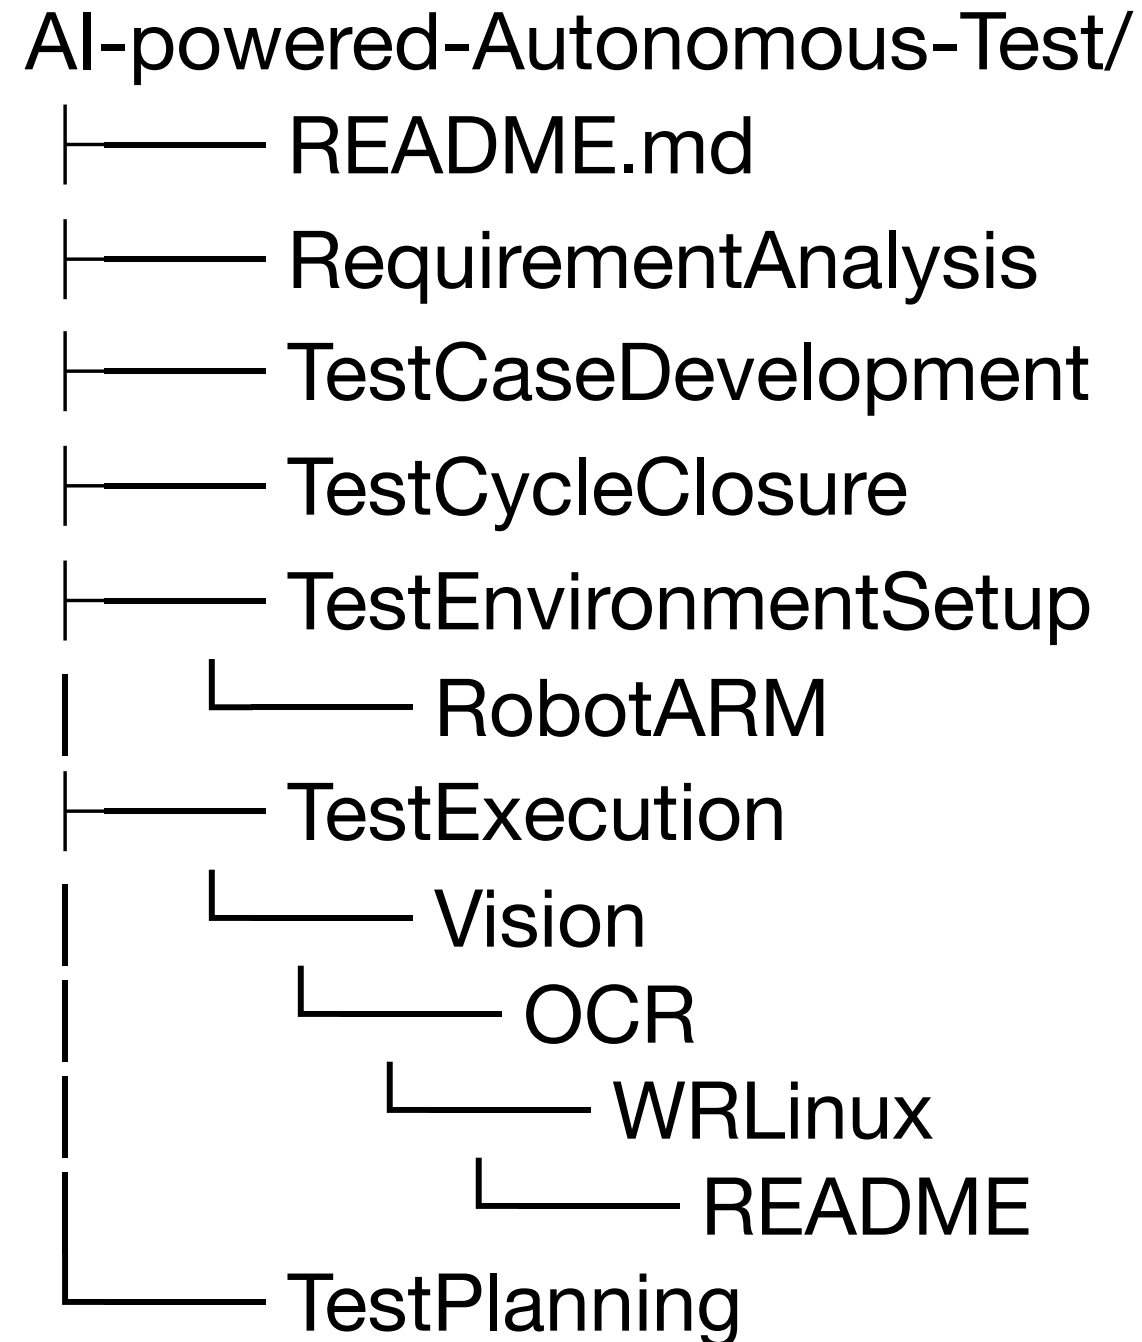 AI-powered-Autonomous-Test/
README.md
RequirementAnalysis
TestCaseDevelopment
TestCycleClosure
TestEnvironmentSetup
RobotARM
TestExecution
Vision
OCR
WRLinux
README
TestPlanning